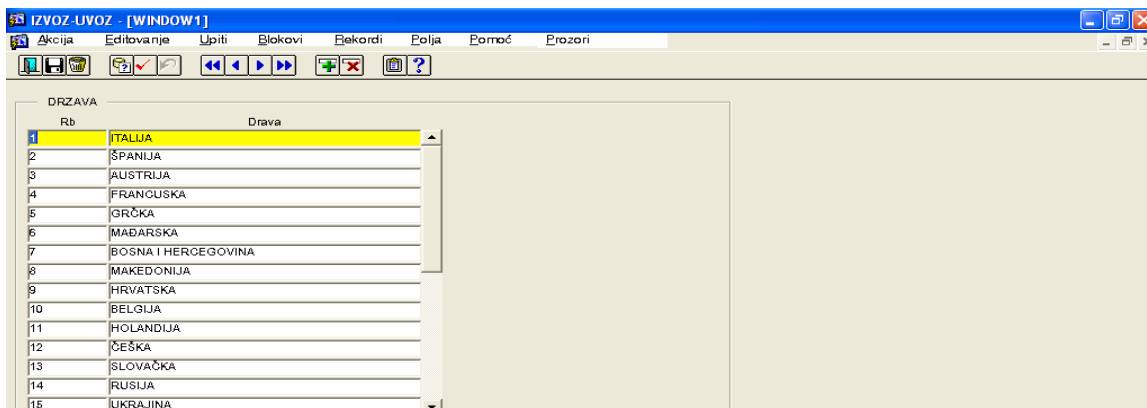 IZVOZ-UVOZ - [WINDOW1]
Akcija Editovanje Upiti Blokovi Rekordi Polja Pomoć Prozori
DRZAVA
Rb Drava
1 ITALIJA
2 ŠPANIJA
3 AUSTRIJA
4 FRANCUSKA
5 GRČKA
6 MAĐARSKA
7 BOSNA I HERCEGOVINA
8 MAKEDONIJA
9 HRVATSKA
10 BELGIJA
11 HOLANDIJA
12 ČEŠKA
13 SLOVAČKA
14 RUSIJA
15 UKRAJINA